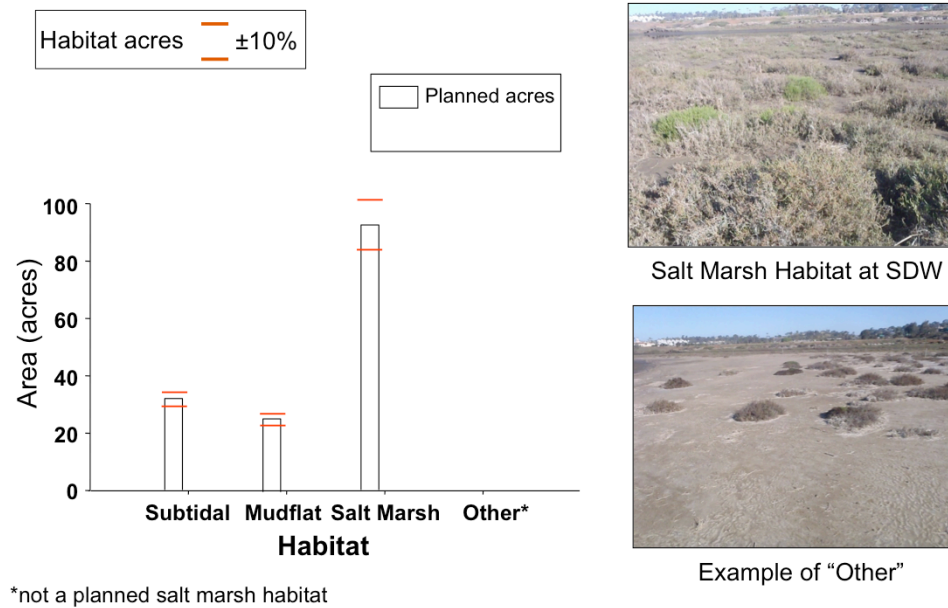 Habitat acres ±10%
Planned acres
Area (acres)
100
80
60
40
20
0
Subtidal Mudflat Salt Marsh Other*
Habitat
*not a planned salt marsh habitat
Salt Marsh Habitat at SDW
Example of “Other”